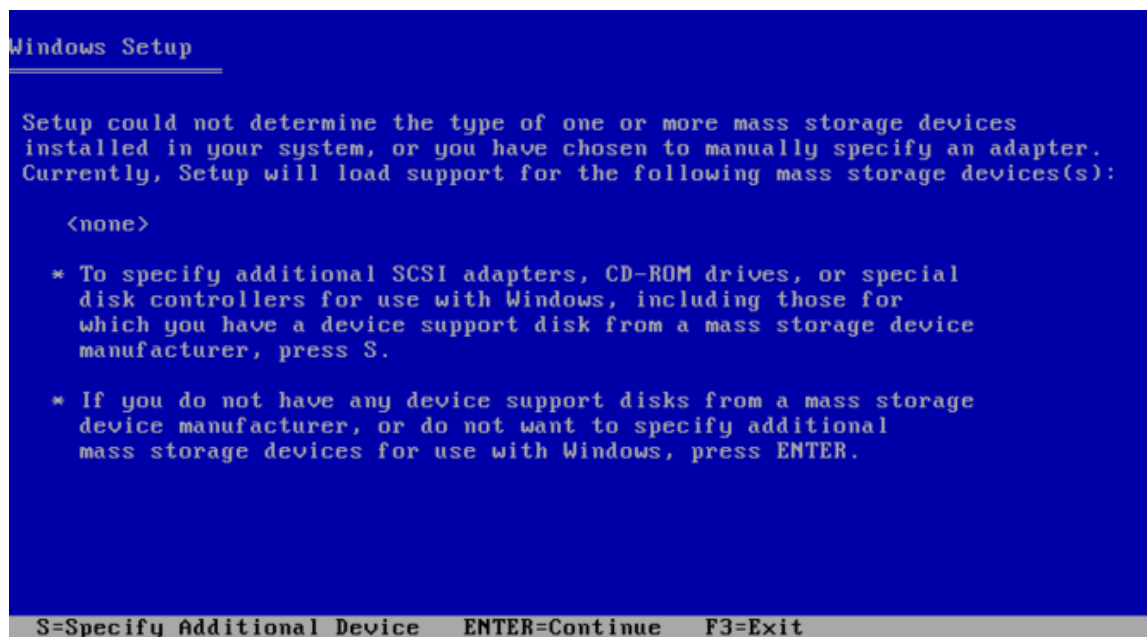 Windows Setup
Setup could not determine the type of one or more mass storage devices
installed in your system, or you have chosen to manually specify an adapter.
Currently, Setup will load support for the following mass storage devices(s):
<none>
* To specify additional SCSI adapters, CD-ROM drives, or special
disk controllers for use with Windows, including those for
which you have a device support disk from a mass storage device
manufacturer, press S.
* If you do not have any device support disks from a mass storage
device manufacturer, or do not want to specify additional
mass storage devices for use with Windows, press ENTER.
S=Specify Additional Device ENTER=Continue F3=Exit